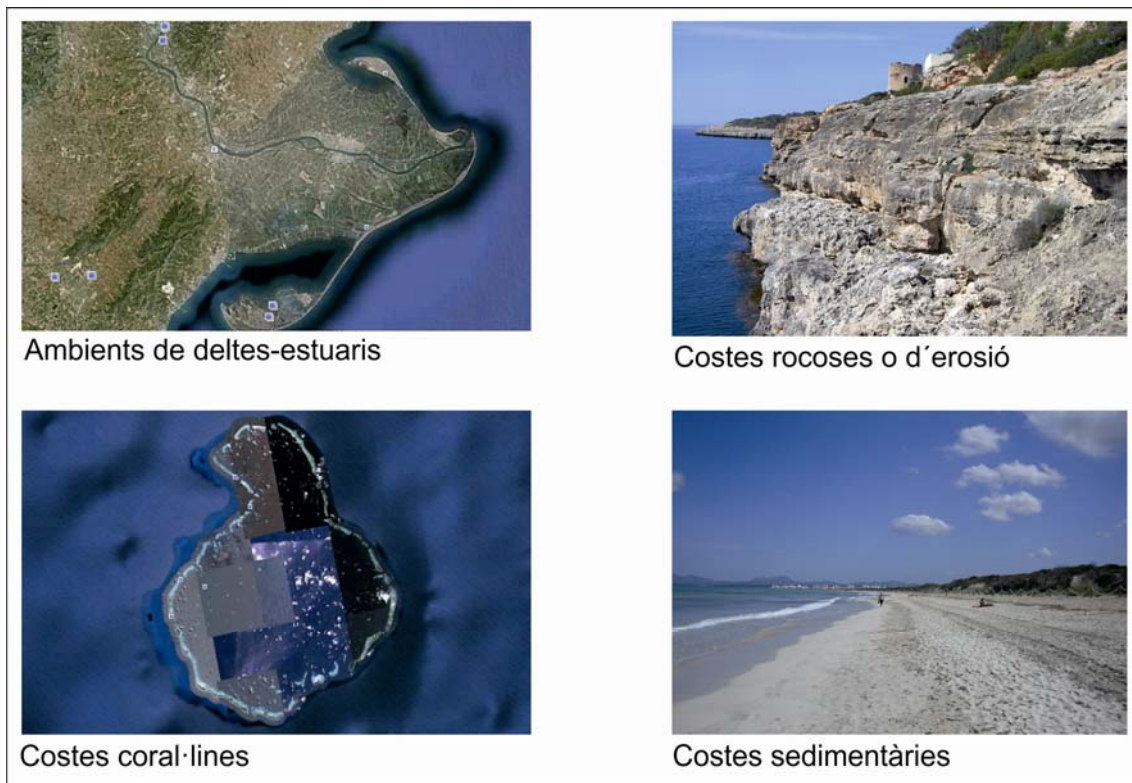 Ambients de deltes-estuaris
Costes rocoses o d´erosió
Costes coral·lines
Costes sedimentàries